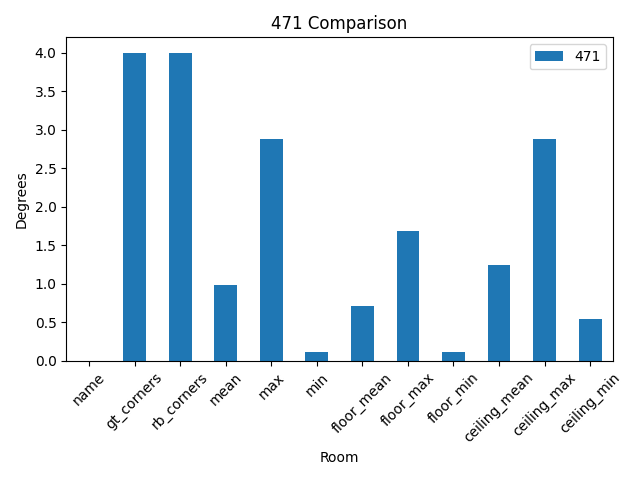 471 Comparison
471
Degrees
4.0
3.5
3.0
2.5
2.0
1.5
1.0
0.5
0.0
name
gt_corners
rb_corners
mean
max
min
floor_mean
floor_max
floor_min
ceiling_mean
ceiling_max
ceiling_min
Room